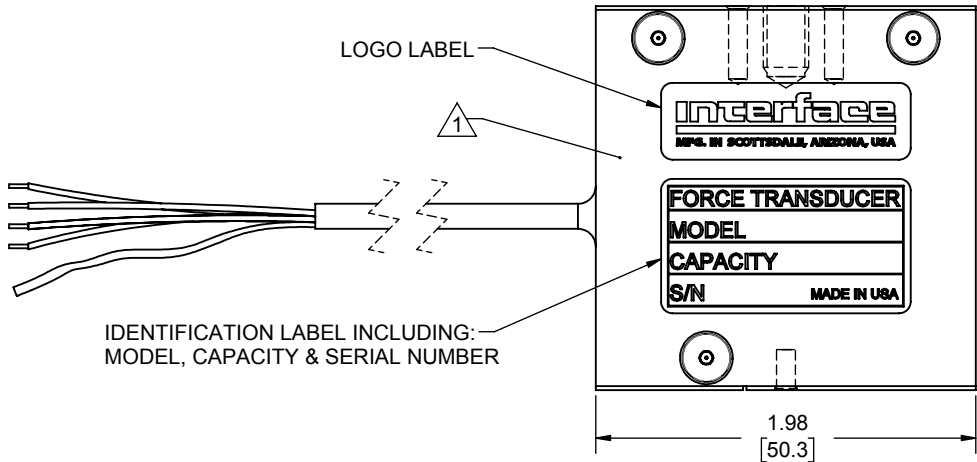 LOGO LABEL
1
interface
MFG. IN SCOTTSDALE, ARIZONA, USA
FORCE TRANSDUCER
MODEL
CAPACITY
S/N MADE IN USA
IDENTIFICATION LABEL INCLUDING:
MODEL, CAPACITY & SERIAL NUMBER
1.98
[50.3]